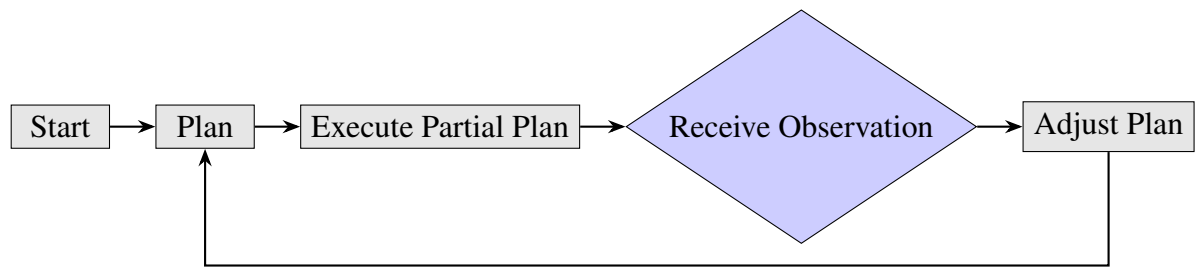 Start
Plan
Execute Partial Plan
Receive Observation
Adjust Plan